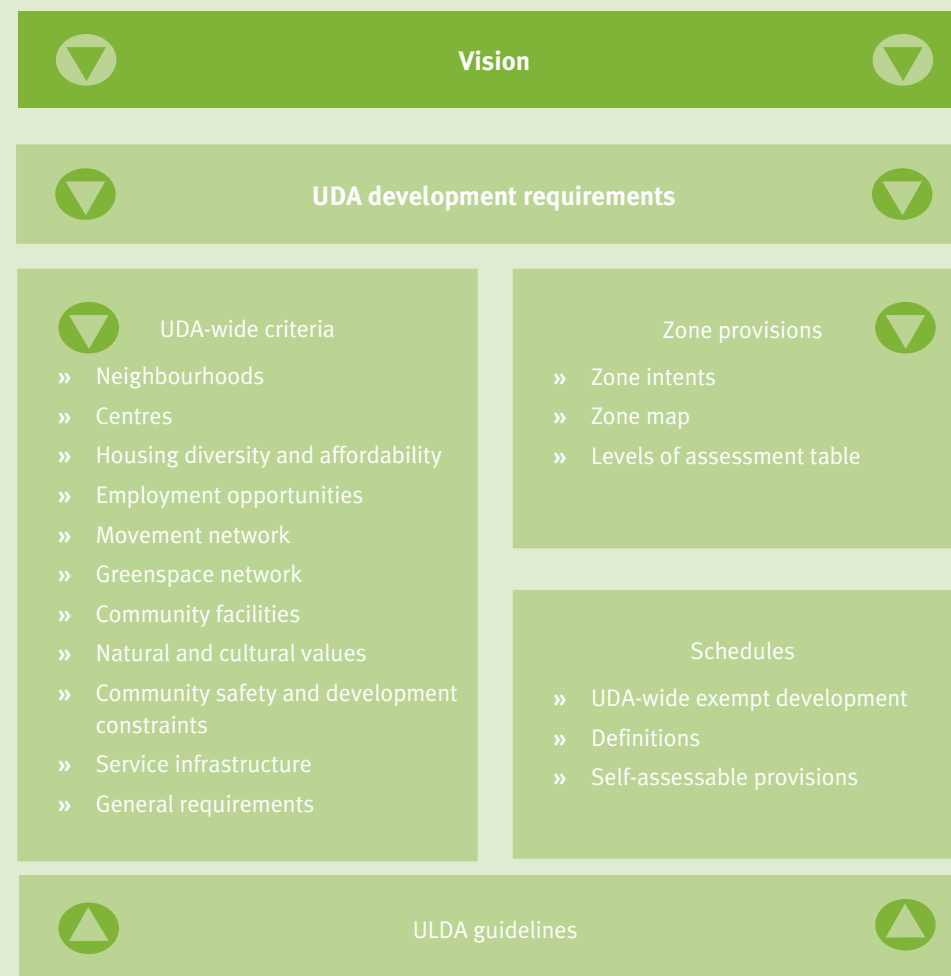 Vision
UDA development requirements
UDA-wide criteria
» Neighbourhoods
» Centres
» Housing diversity and affordability
» Employment opportunities
» Movement network
» Greenspace network
» Community facilities
» Natural and cultural values
» Community safety and development
constraints
» Service infrastructure
» General requirements
Zone provisions
» Zone intents
» Zone map
» Levels of assessment table
Schedules
» UDA-wide exempt development
» Definitions
» Self-assessable provisions
ULDA guidelines